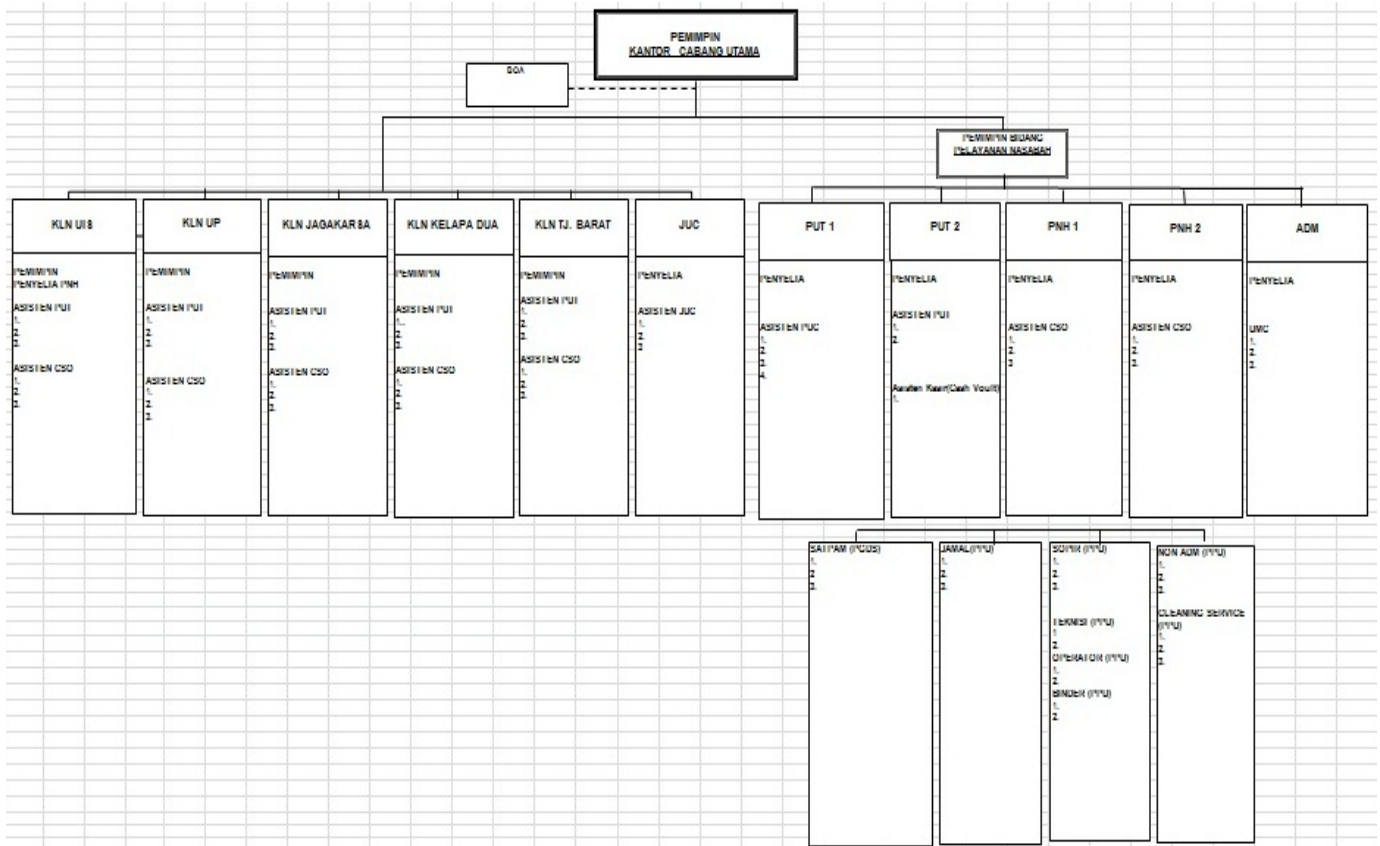 PEMIMPIN
KANTOR CABANG UTAMA
BOA
PEMIMPIN BIDANG
PELAYANAN NASABAH
KLN UI8
PEMIMPIN
PENYELIA PNH
ASISTEN PUT
1.
2.
3.
ASISTEN CSO
1.
2.
3.
KLN UP
PEMIMPIN
ASISTEN PUT
1.
2.
3.
ASISTEN CSO
1.
2.
3.
KLN JAGAKARSA
PEMIMPIN
ASISTEN PUT
1.
2.
3.
ASISTEN CSO
1.
2.
3.
KLN KELAPA DUA
PEMIMPIN
ASISTEN PUT
1.
2.
3.
ASISTEN CSO
1.
2.
3.
KLN TJ. BARAT
PEMIMPIN
ASISTEN PUT
1.
2.
3.
ASISTEN CSO
1.
2.
3.
JUC
PENYELIA
ASISTEN JUC
1.
2.
3
PUT 1
PENYELIA
ASISTEN PUC
1.
2.
3.
4.
PUT 2
PENYELIA
ASISTEN PUT
1.
2.
Asisten Kasir(Cash Voult)
1.
PNH 1
PENYELIA
ASISTEN CSO
1.
2.
3
PNH 2
PENYELIA
ASISTEN CSO
1.
2.
3.
ADM
PENYELIA
UMC
1.
2.
3.
SATPAM (PGDS)
1.
2
3.
JAMAL(PPU)
1.
2.
3.
SOPIR (PPU)
1.
2.
3.
TEKNISI (PPU)
1
2.
OPERATOR (PPU)
1.
2.
BINDER (PPU)
1.
2.
NON ADM (PPU)
1.
2.
3.
CLEANING SERVICE
(PPU)
1.
2.
3.